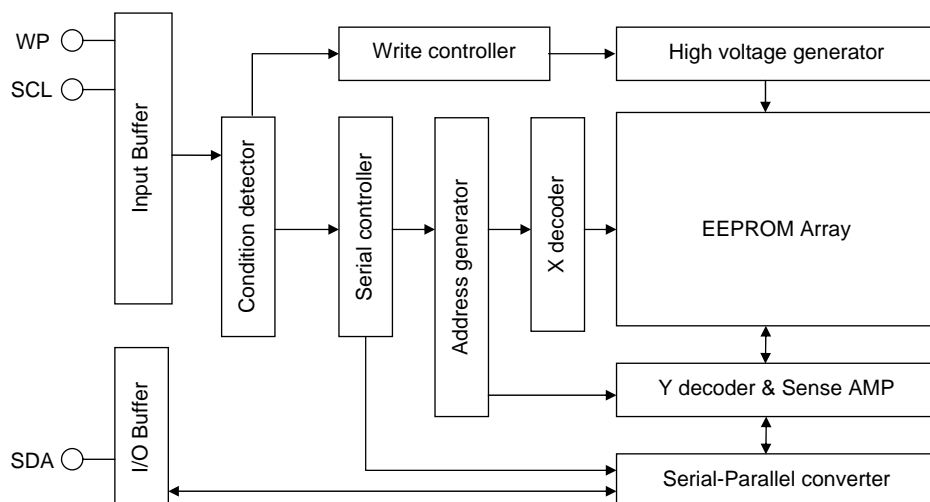 WP
SCL
SDA
Input Buffer
I/O Buffer
Condition detector
Write controller
High voltage generator
Serial controller
Address generator
X decoder
EEPROM Array
Y decoder & Sense AMP
Serial-Parallel converter